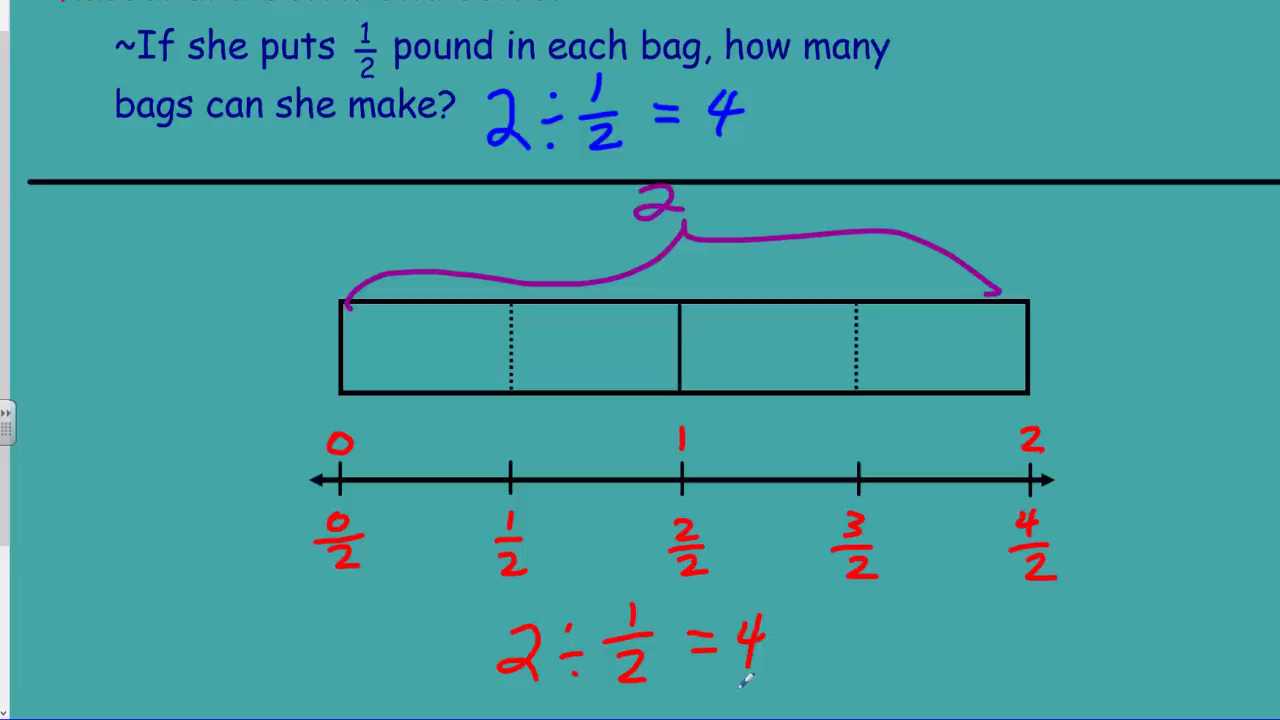 ~If she puts 1/2 pound in each bag, how many
bags can she make? 2 ÷ 1/2 = 4
2
0 1 2
0/2 1/2 2/2 3/2 4/2
2 ÷ 1/2 = 4